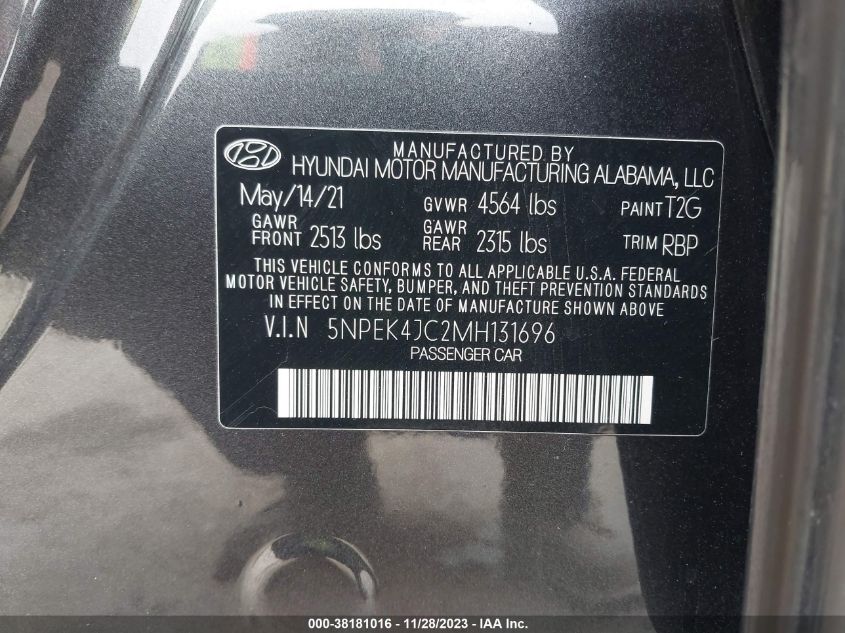 MANUFACTURED BY
HYUNDAI MOTOR MANUFACTURING ALABAMA, LLC
May/14/21 GVWR 4564 lbs PAINT T2G
GAWR FRONT 2513 lbs GAWR REAR 2315 lbs TRIM RBP
THIS VEHICLE CONFORMS TO ALL APPLICABLE U.S.A. FEDERAL
MOTOR VEHICLE SAFETY, BUMPER, AND THEFT PREVENTION STANDARDS
IN EFFECT ON THE DATE OF MANUFACTURE SHOWN ABOVE
V.I.N 5NPEK4JC2MH131696
PASSENGER CAR
000-38181016 - 11/28/2023 - IAA Inc.